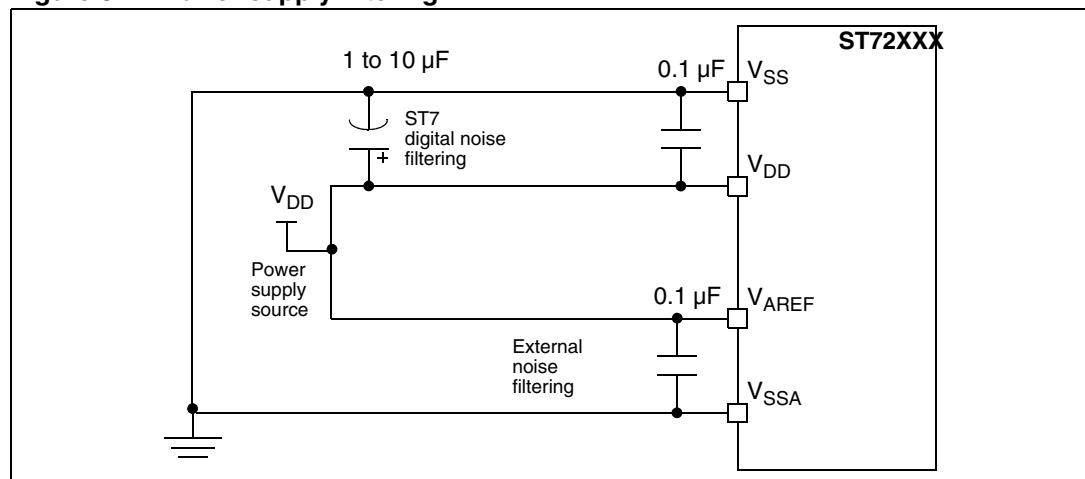 ST72XXX
1 to 10 µF
0.1 µF
VSS
ST7
digital noise
filtering
+
VDD
VDD
Power
supply
source
0.1 µF
VAREF
External
noise
filtering
VSSA